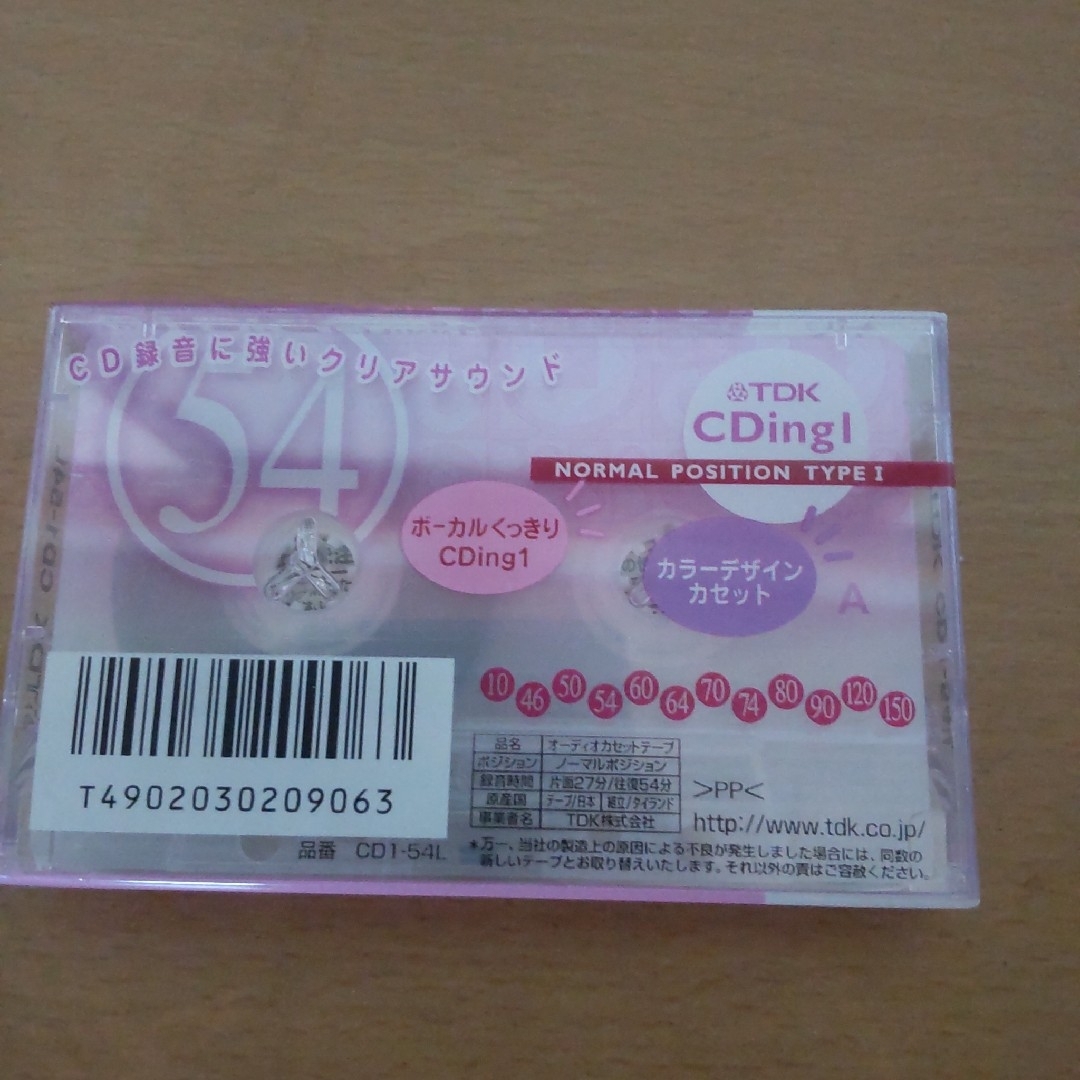 CD録音に強いクリアサウンド
54
TDK
CDing1
NORMAL POSITION TYPE I
ボーカルくっきり
CDing1
カラーデザイン
カセット
A
10 46 50 54 60 64 70 74 80 90 120 150
T4902030209063
品名 オーディオカセットテープ
ポジション ノーマルポジション
録音時間 片面27分/往復54分
原産国 テープ/日本 組立/タイランド
事業者名 TDK株式会社
>PP<
http://www.tdk.co.jp/
品番 CD1-54L
*万一、当社の製造上の原因による不良が発生しました場合には、同数の
新しいテープとお取り替えいたします。それ以外の責はご容赦ください。